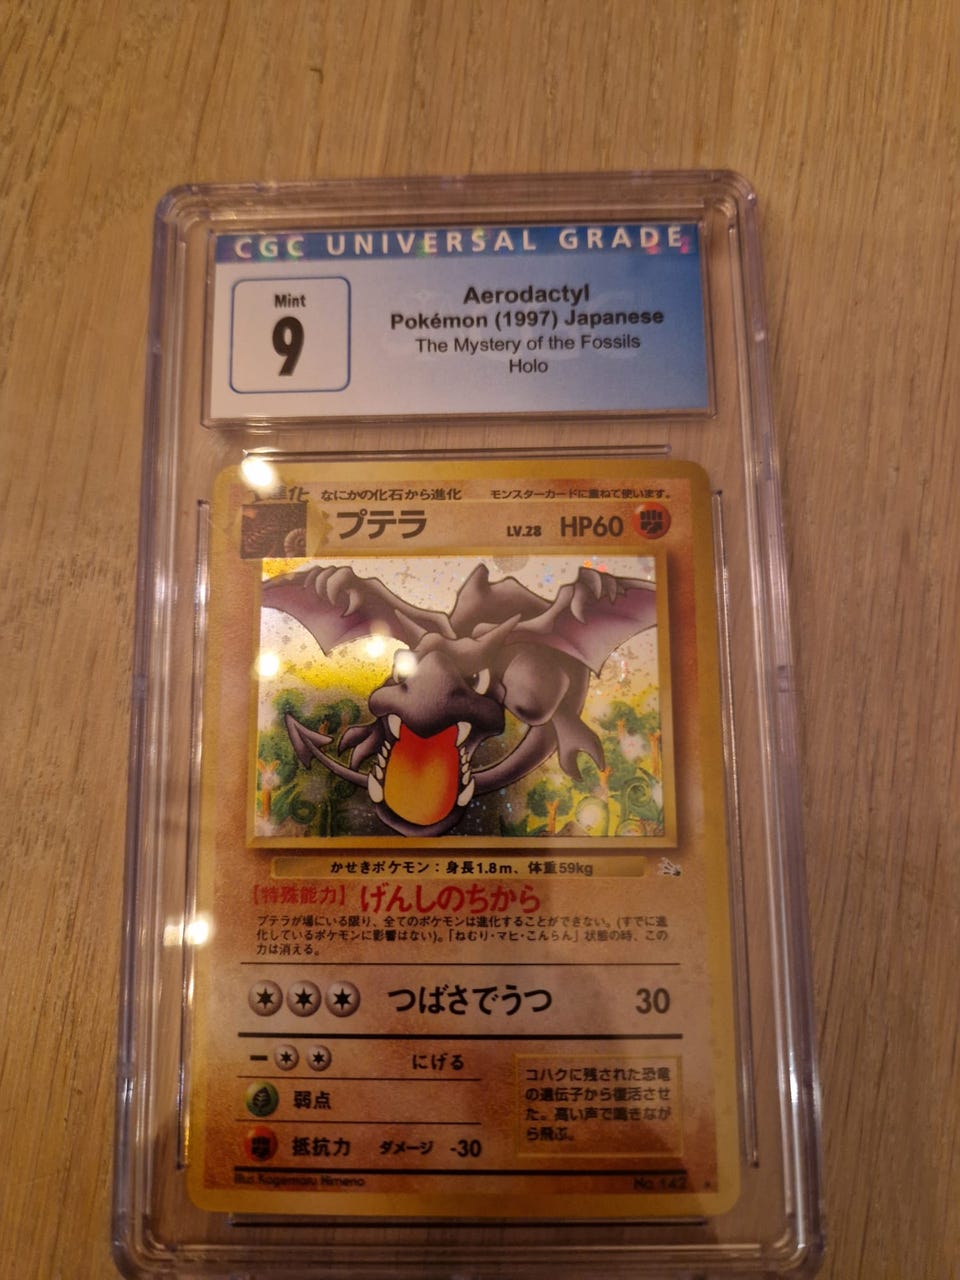 CGC UNIVERSAL GRADE
Mint
9
Aerodactyl
Pokémon (1997) Japanese
The Mystery of the Fossils
Holo
進化 なにかの化石から進化 モンスターカードに重ねて使います。
プテラ LV.28 HP60
かせきポケモン：身長1.8m、体重59kg
【特殊能力】げんしのちから
プテラが場にいる限り、全てのポケモンは進化することができない。(すでに進
化しているポケモンに影響はない)。「ねむり・マヒ・こんらん」状態の時、この
力は消える。
つばさでうつ 30
にげる
弱点
抵抗力 ダメージ -30
コハクに残された恐竜
の遺伝子から復活させ
た。高い声で鳴きなが
ら飛ぶ。
Illus. Kagemaru Himeno
No. 142